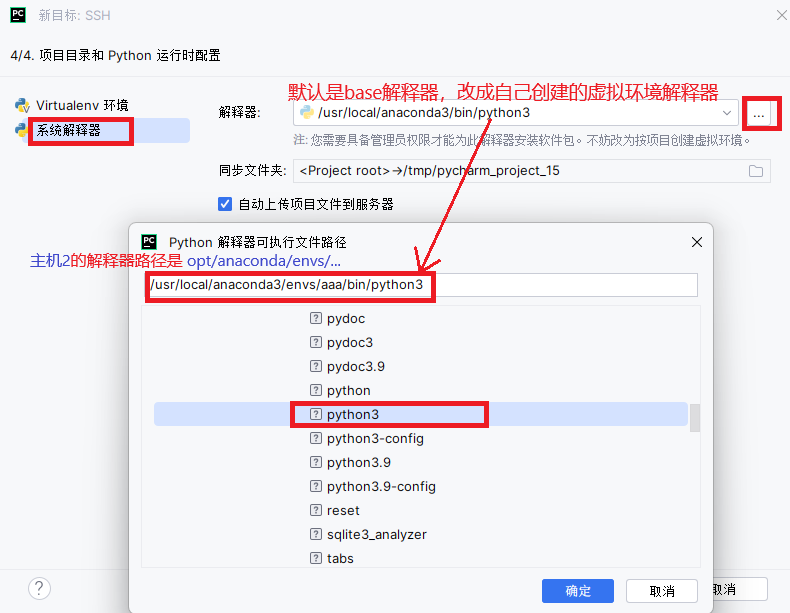 PC 新目标: SSH
4/4. 项目目录和 Python 运行时配置
默认是base解释器，改成自己创建的虚拟环境解释器
Virtualenv 环境
系统解释器
解释器:
/usr/local/anaconda3/bin/python3
...
注: 您需要具备管理员权限才能为此解释器安装软件包。不妨改为按项目创建虚拟环境。
同步文件夹:
<Project root>→/tmp/pycharm_project_15
自动上传项目文件到服务器
PC Python 解释器可执行文件路径
主机2的解释器路径是 opt/anaconda/envs/...
/usr/local/anaconda3/envs/aaa/bin/python3
? pydoc
? pydoc3
? pydoc3.9
? python
? python3
? python3-config
? python3.9
? python3.9-config
? reset
? sqlite3_analyzer
? tabs
?
确定
取消
取消